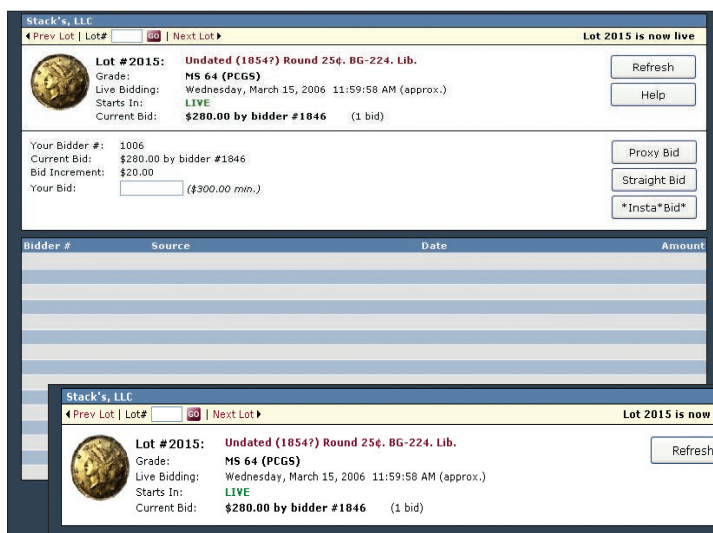 Stack's, LLC
Prev Lot | Lot# GO | Next Lot Lot 2015 is now live
Lot #2015: Undated (1854?) Round 25¢. BG-224. Lib.
Grade: MS 64 (PCGS)
Live Bidding: Wednesday, March 15, 2006 11:59:58 AM (approx.)
Starts In: LIVE
Current Bid: $280.00 by bidder #1846 (1 bid)
Refresh
Help
Your Bidder #: 1006
Current Bid: $280.00 by bidder #1846
Bid Increment: $20.00
Your Bid: ($300.00 min.)
Proxy Bid
Straight Bid
*Insta*Bid*
Bidder # Source Date Amount
Stack's, LLC
Prev Lot | Lot# GO | Next Lot Lot 2015 is now
Lot #2015: Undated (1854?) Round 25¢. BG-224. Lib.
Grade: MS 64 (PCGS)
Live Bidding: Wednesday, March 15, 2006 11:59:58 AM (approx.)
Starts In: LIVE
Current Bid: $280.00 by bidder #1846 (1 bid)
Refresh